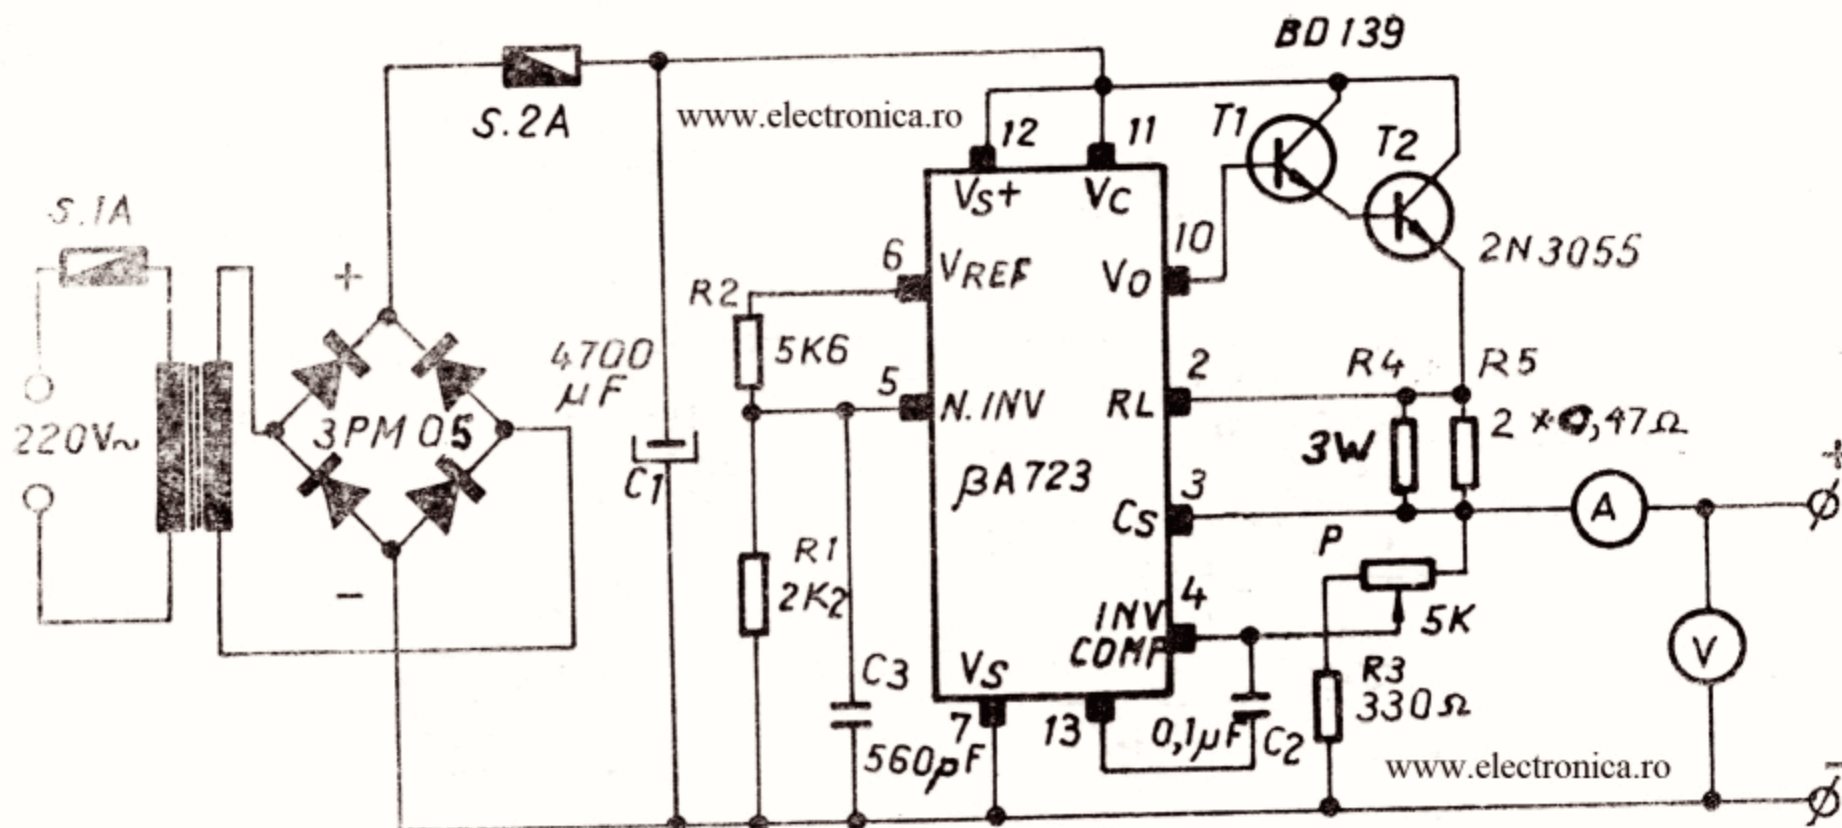 BD 139
S.2A
www.electronica.ro
12
11
T1
T2
S.1A
VS+
VC
10
6
VREF
VO
2N3055
+
R2
4700
µF
5K6
2
R4
R5
5
N.INV
RL
220V~
3PM05
3W
2×0,47Ω
+
C1
βA723
3
CS
A
P
R1
2K2
4
INV
COMP
5K
−
V
VS
C3
R3
330Ω
7
13
0,1µF
C2
560pF
www.electronica.ro
-